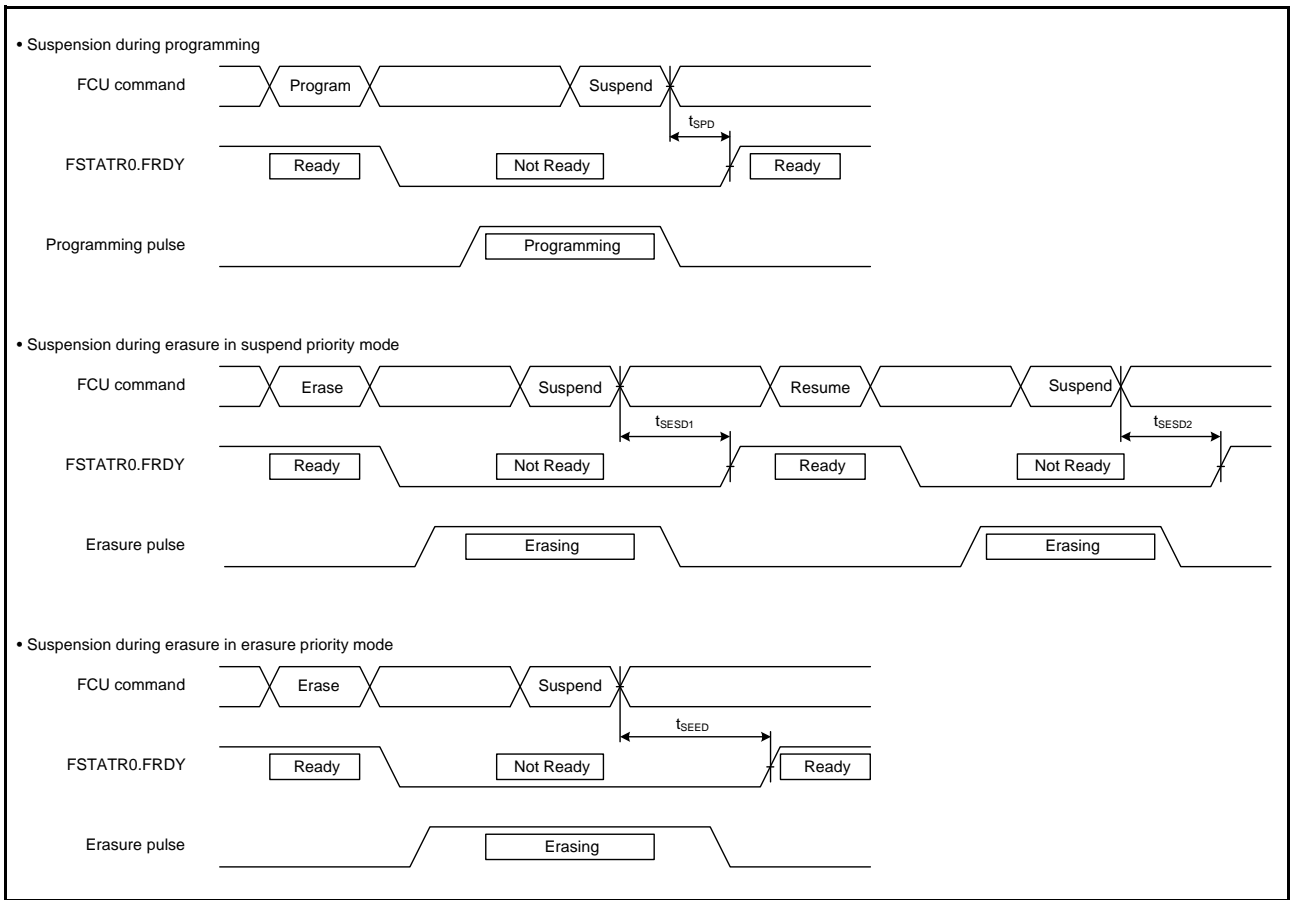 • Suspension during programming
FCU command Program Suspend
tSPD
FSTATR0.FRDY Ready Not Ready Ready
Programming pulse Programming
• Suspension during erasure in suspend priority mode
FCU command Erase Suspend Resume Suspend
tSESD1 tSESD2
FSTATR0.FRDY Ready Not Ready Ready Not Ready
Erasure pulse Erasing Erasing
• Suspension during erasure in erasure priority mode
FCU command Erase Suspend
tSEED
FSTATR0.FRDY Ready Not Ready Ready
Erasure pulse Erasing